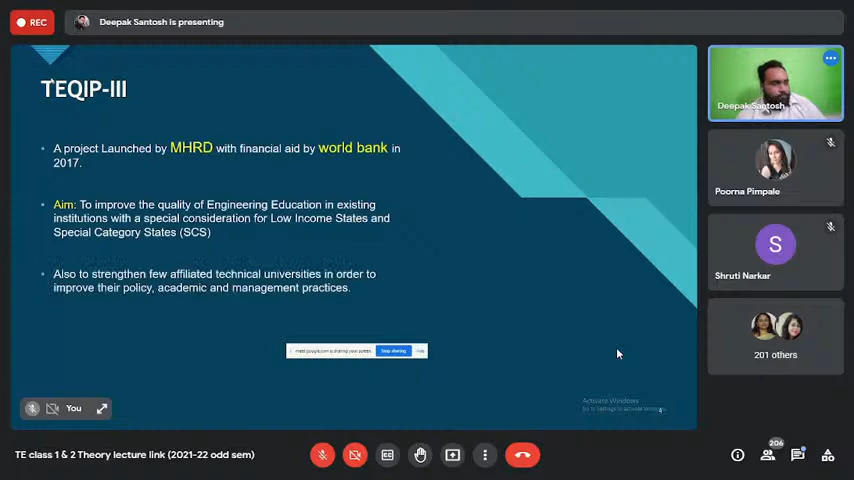 REC
Deepak Santosh is presenting
TEQIP-III
A project Launched by MHRD with financial aid by world bank in
2017.
Aim: To improve the quality of Engineering Education in existing
institutions with a special consideration for Low Income States and
Special Category States (SCS)
Also to strengthen few affiliated technical universities in order to
improve their policy, academic and management practices.
meet.google.com is sharing your screen. Stop sharing Hide
Activate Windows
Go to Settings to activate Windows.
4
You
Deepak Santosh
Poorna Pimpale
S
Shruti Narkar
201 others
TE class 1 & 2 Theory lecture link (2021-22 odd sem)
206